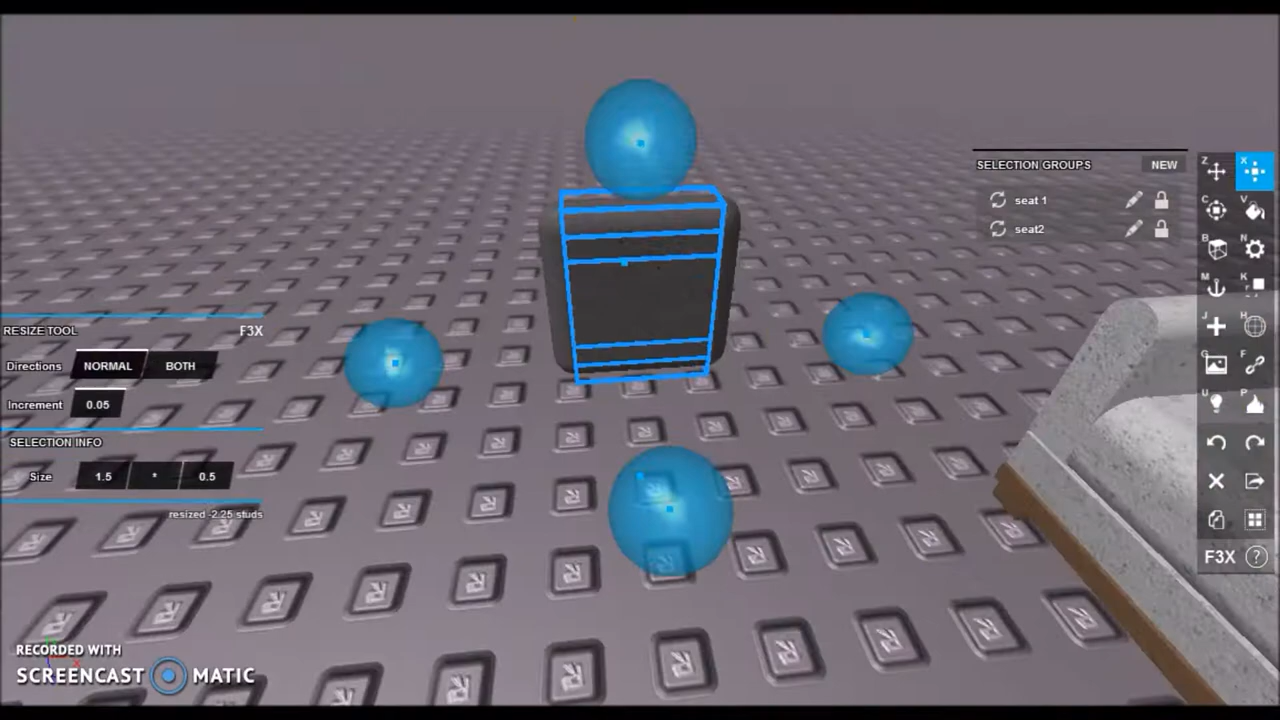 SELECTION GROUPS NEW
seat 1
seat2
RESIZE TOOL F3X
Directions NORMAL BOTH
Increment 0.05
SELECTION INFO
Size 1.5 * 0.5
resized -2.25 studs
Z X
C V
B N
M K
J H
G F
U P
F3X ?
RECORDED WITH
SCREENCAST MATIC